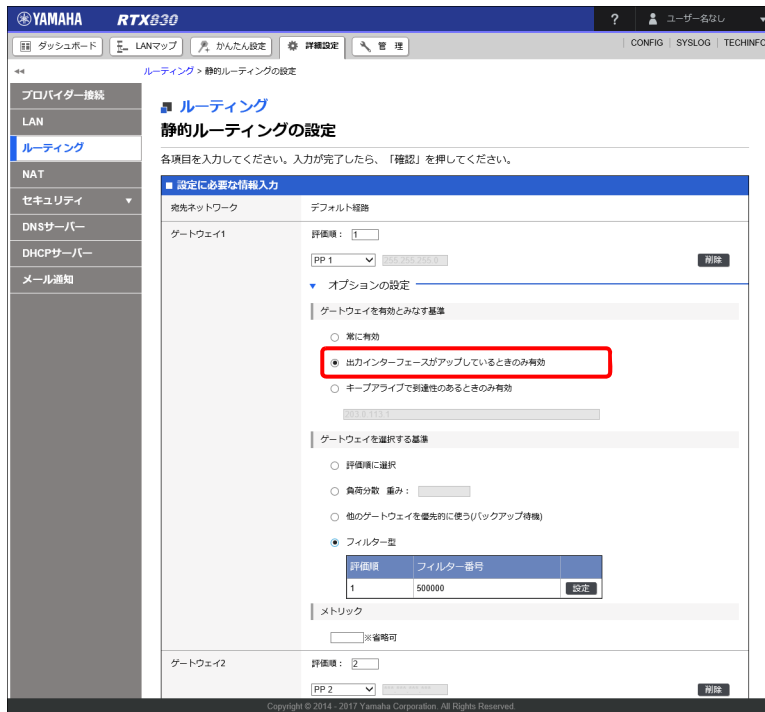 YAMAHA RTX830 ? ユーザー名なし
ダッシュボード LANマップ かんたん設定 詳細設定 管 理 CONFIG SYSLOG TECHINFO
ルーティング > 静的ルーティングの設定
プロバイダー接続
LAN
ルーティング
NAT
セキュリティ
DNSサーバー
DHCPサーバー
メール通知
ルーティング
静的ルーティングの設定
各項目を入力してください。入力が完了したら、「確認」を押してください。
■ 設定に必要な情報入力
宛先ネットワーク デフォルト経路
ゲートウェイ1 評価順: 1
PP 1 255.255.255.0 削除
オプションの設定
ゲートウェイを有効とみなす基準
常に有効
出力インターフェースがアップしているときのみ有効
キープアライブで到達性のあるときのみ有効
203.0.113.1
ゲートウェイを選択する基準
評価順に選択
負荷分散 重み:
他のゲートウェイを優先的に使う(バックアップ待機)
フィルター型
評価順 フィルター番号
1 500000 設定
メトリック
※省略可
ゲートウェイ2 評価順: 2
PP 2 削除
Copyright © 2014 - 2017 Yamaha Corporation. All Rights Reserved.